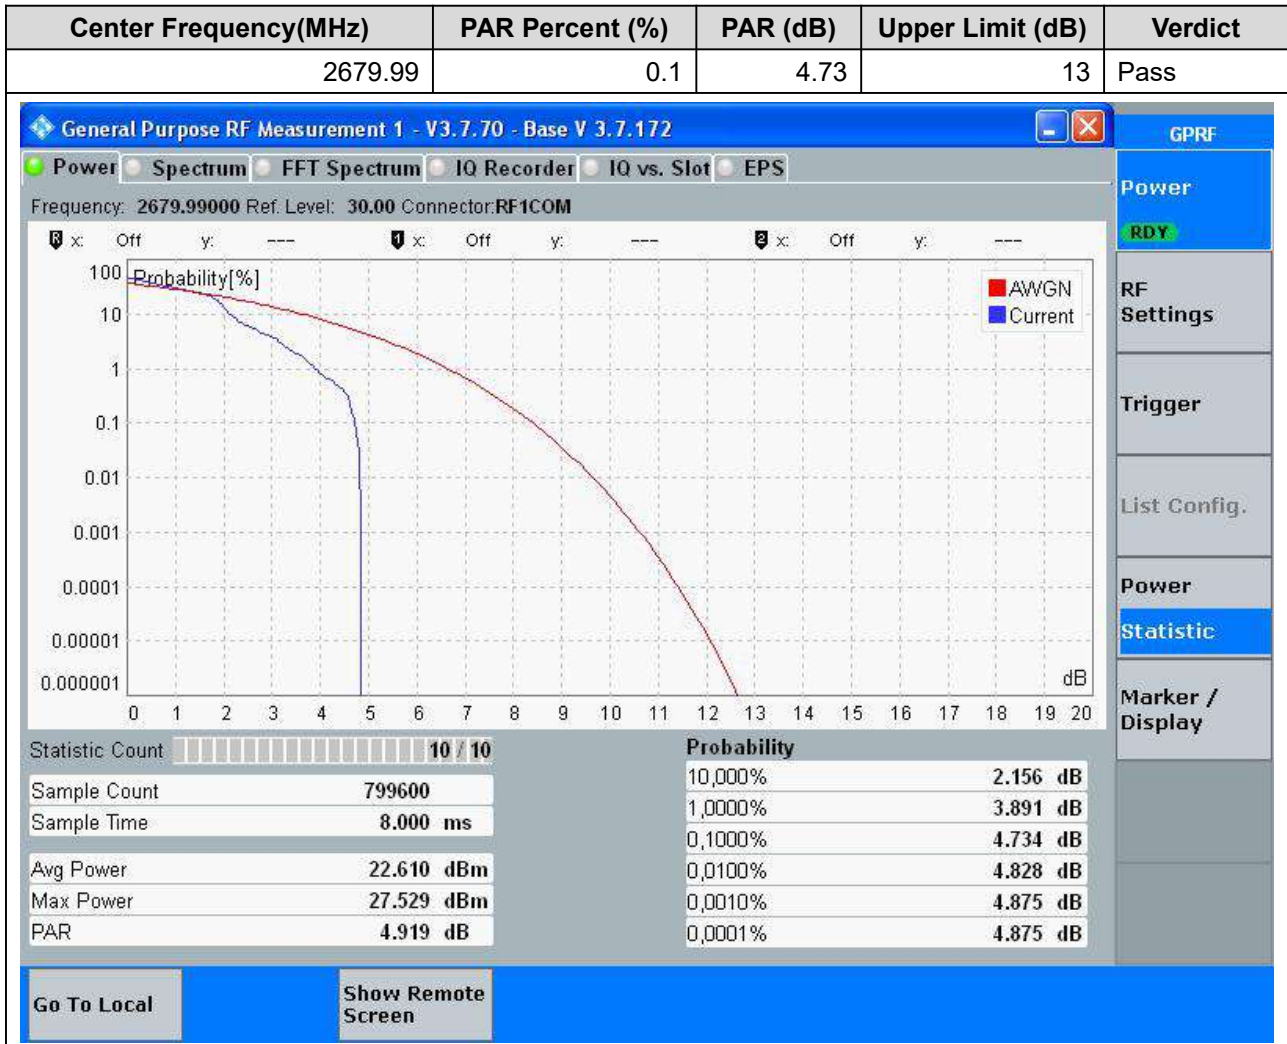 Center Frequency(MHz) PAR Percent (%) PAR (dB) Upper Limit (dB) Verdict
2679.99 0.1 4.73 13 Pass
General Purpose RF Measurement 1 - V3.7.70 - Base V 3.7.172
GPRF
Power Spectrum FFT Spectrum IQ Recorder IQ vs. Slot EPS
Frequency: 2679.99000 Ref. Level: 30.00 Connector:RF1COM
R x: Off y: --- 1 x: Off y: --- 2 x: Off y: ---
Probability[%]
AWGN
Current
100
10
1
0.1
0.01
0.001
0.0001
0.00001
0.000001
dB
0 1 2 3 4 5 6 7 8 9 10 11 12 13 14 15 16 17 18 19 20
Statistic Count 10 / 10
Sample Count 799600
Sample Time 8.000 ms
Avg Power 22.610 dBm
Max Power 27.529 dBm
PAR 4.919 dB
Probability
10,000% 2.156 dB
1,0000% 3.891 dB
0,1000% 4.734 dB
0,0100% 4.828 dB
0,0010% 4.875 dB
0,0001% 4.875 dB
Power
RDY
RF
Settings
Trigger
List Config.
Power
Statistic
Marker /
Display
Go To Local
Show Remote
Screen